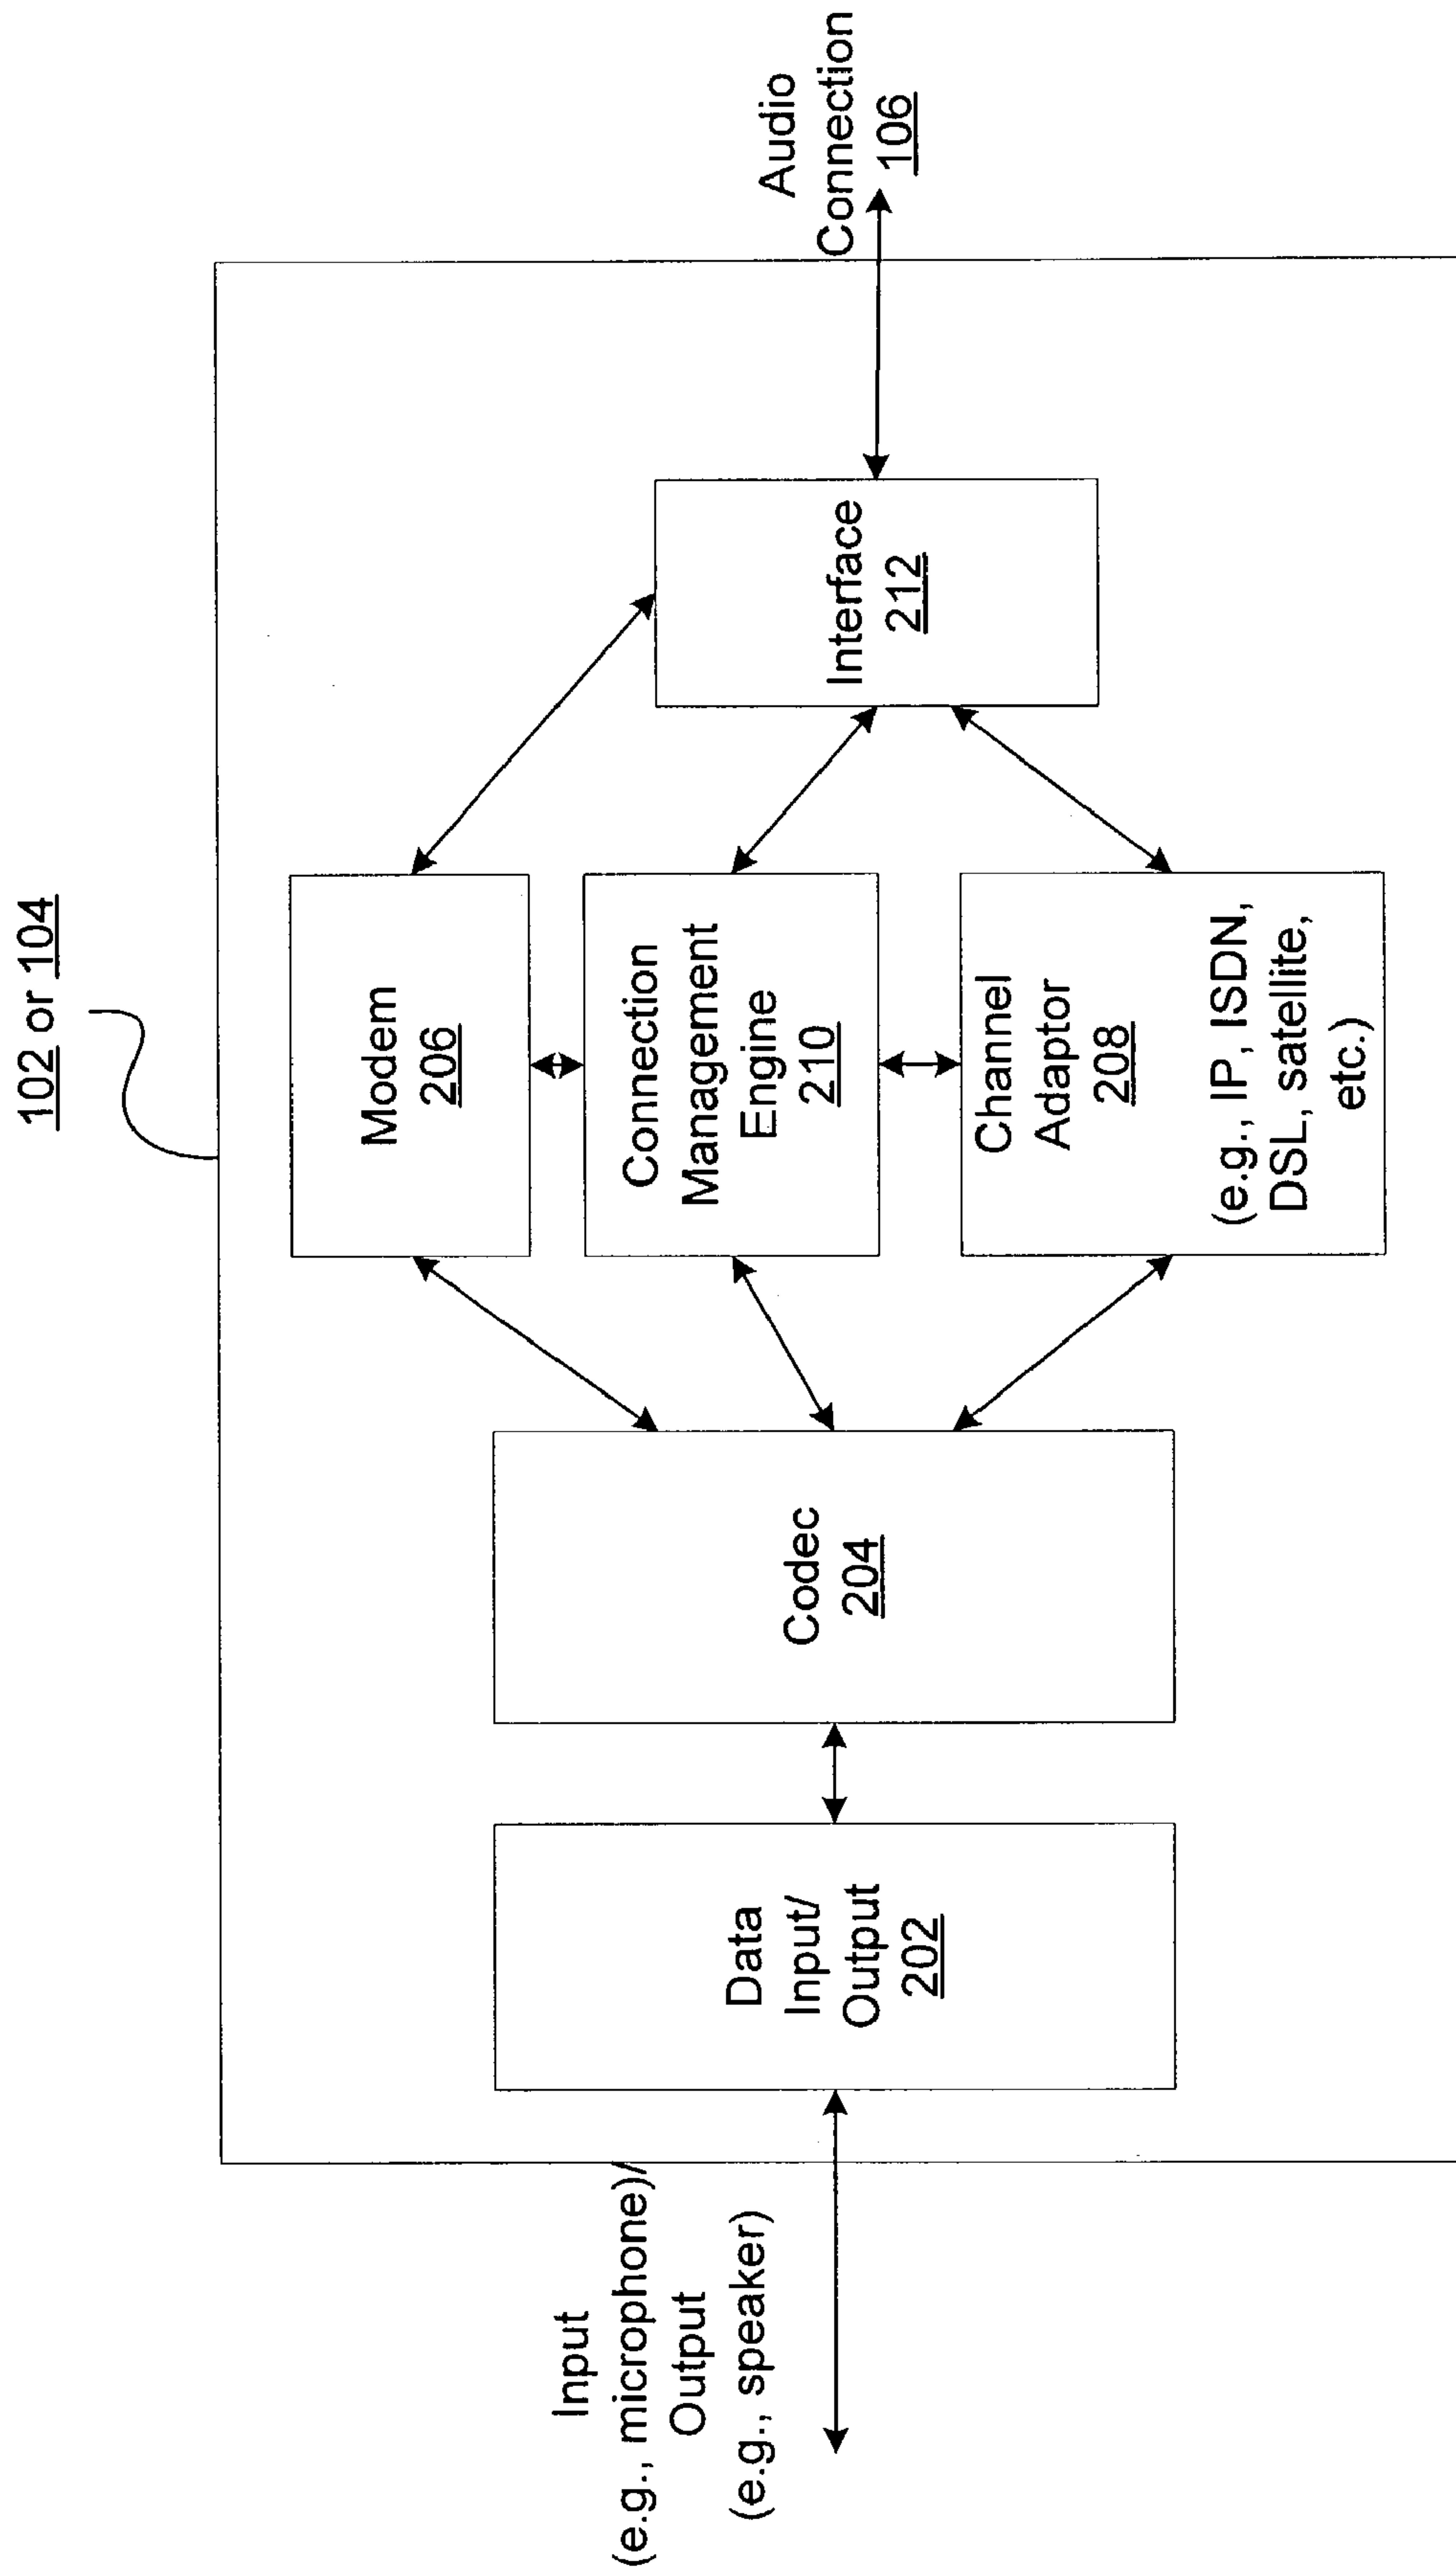 102 or 104
Input
(e.g., microphone)/
Output
(e.g., speaker)
Data
Input/
Output
202
Codec
204
Modem
206
Connection
Management
Engine
210
Channel
Adaptor
208
(e.g., IP, ISDN,
DSL, satellite,
etc.)
Interface
212
Audio
Connection
106